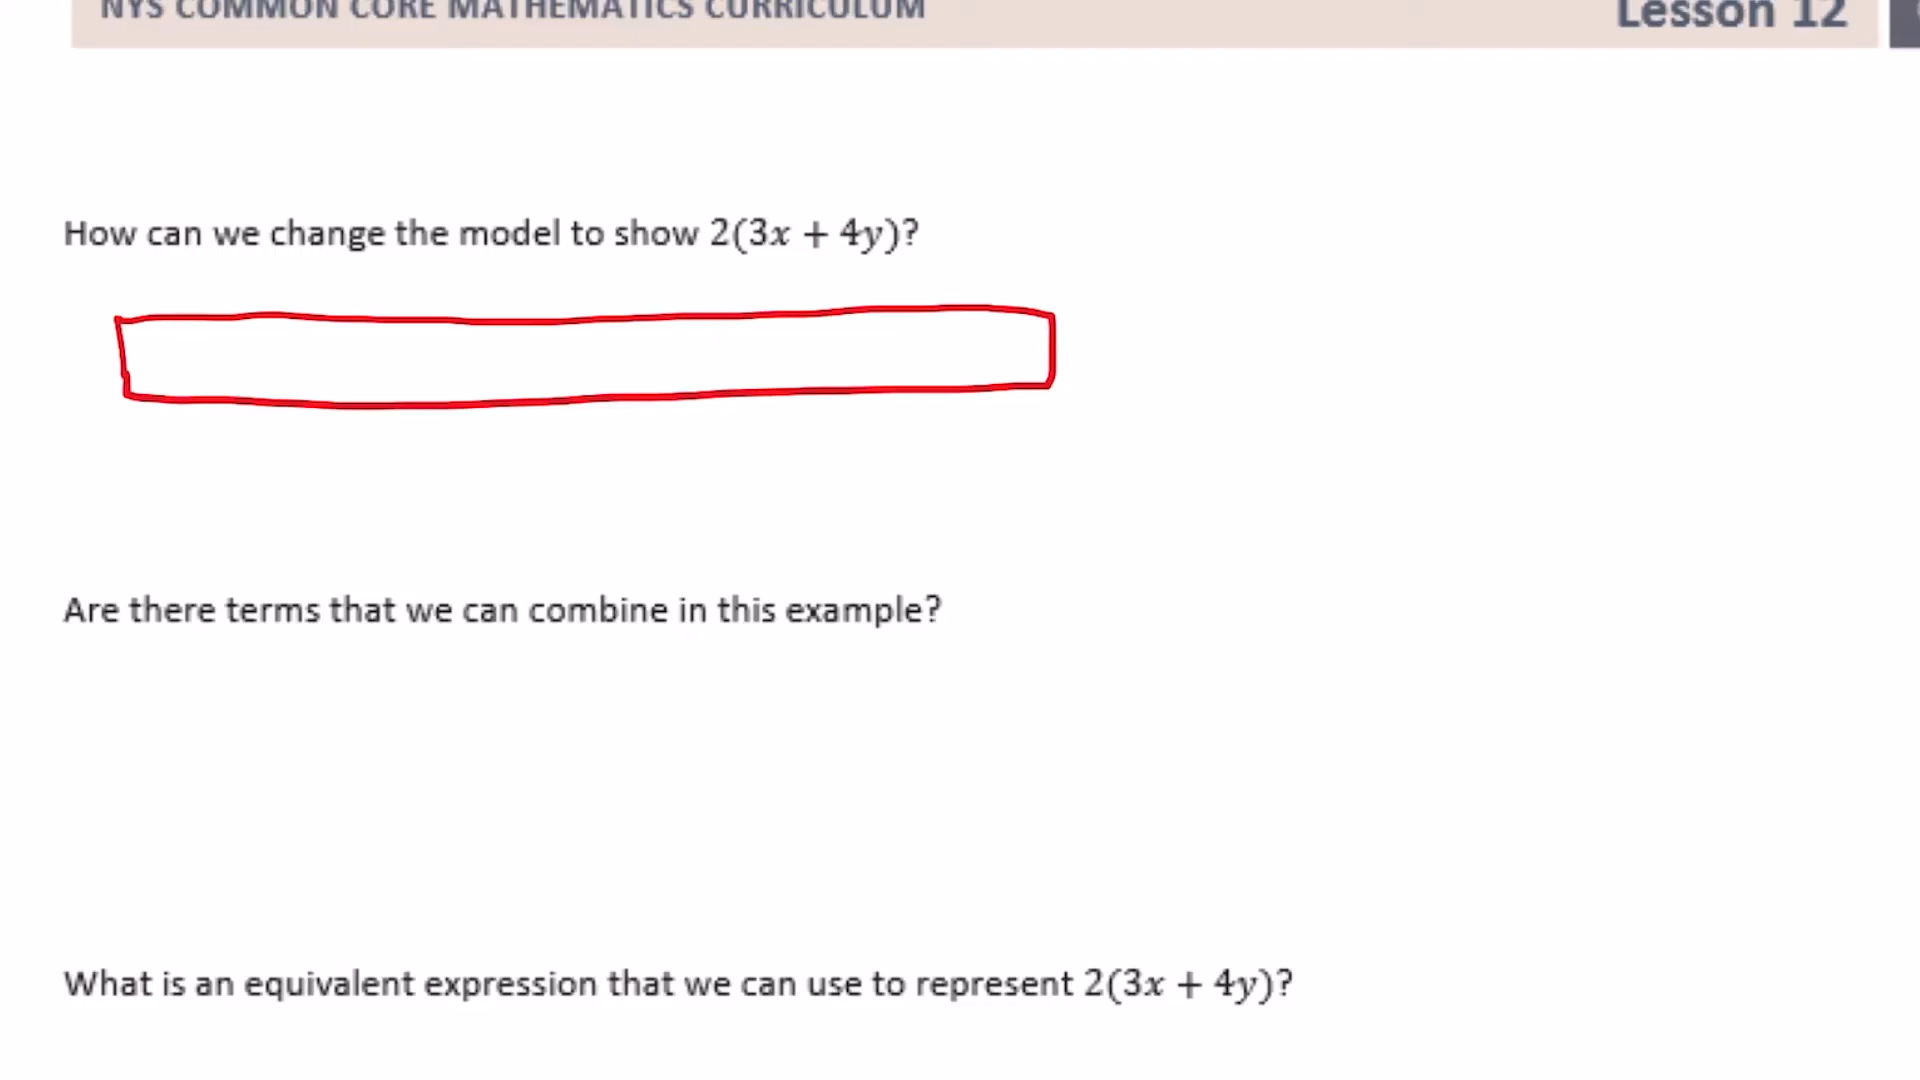 NYS COMMON CORE MATHEMATICS CURRICULUM
Lesson 12
How can we change the model to show 2(3x + 4y)?
Are there terms that we can combine in this example?
What is an equivalent expression that we can use to represent 2(3x + 4y)?